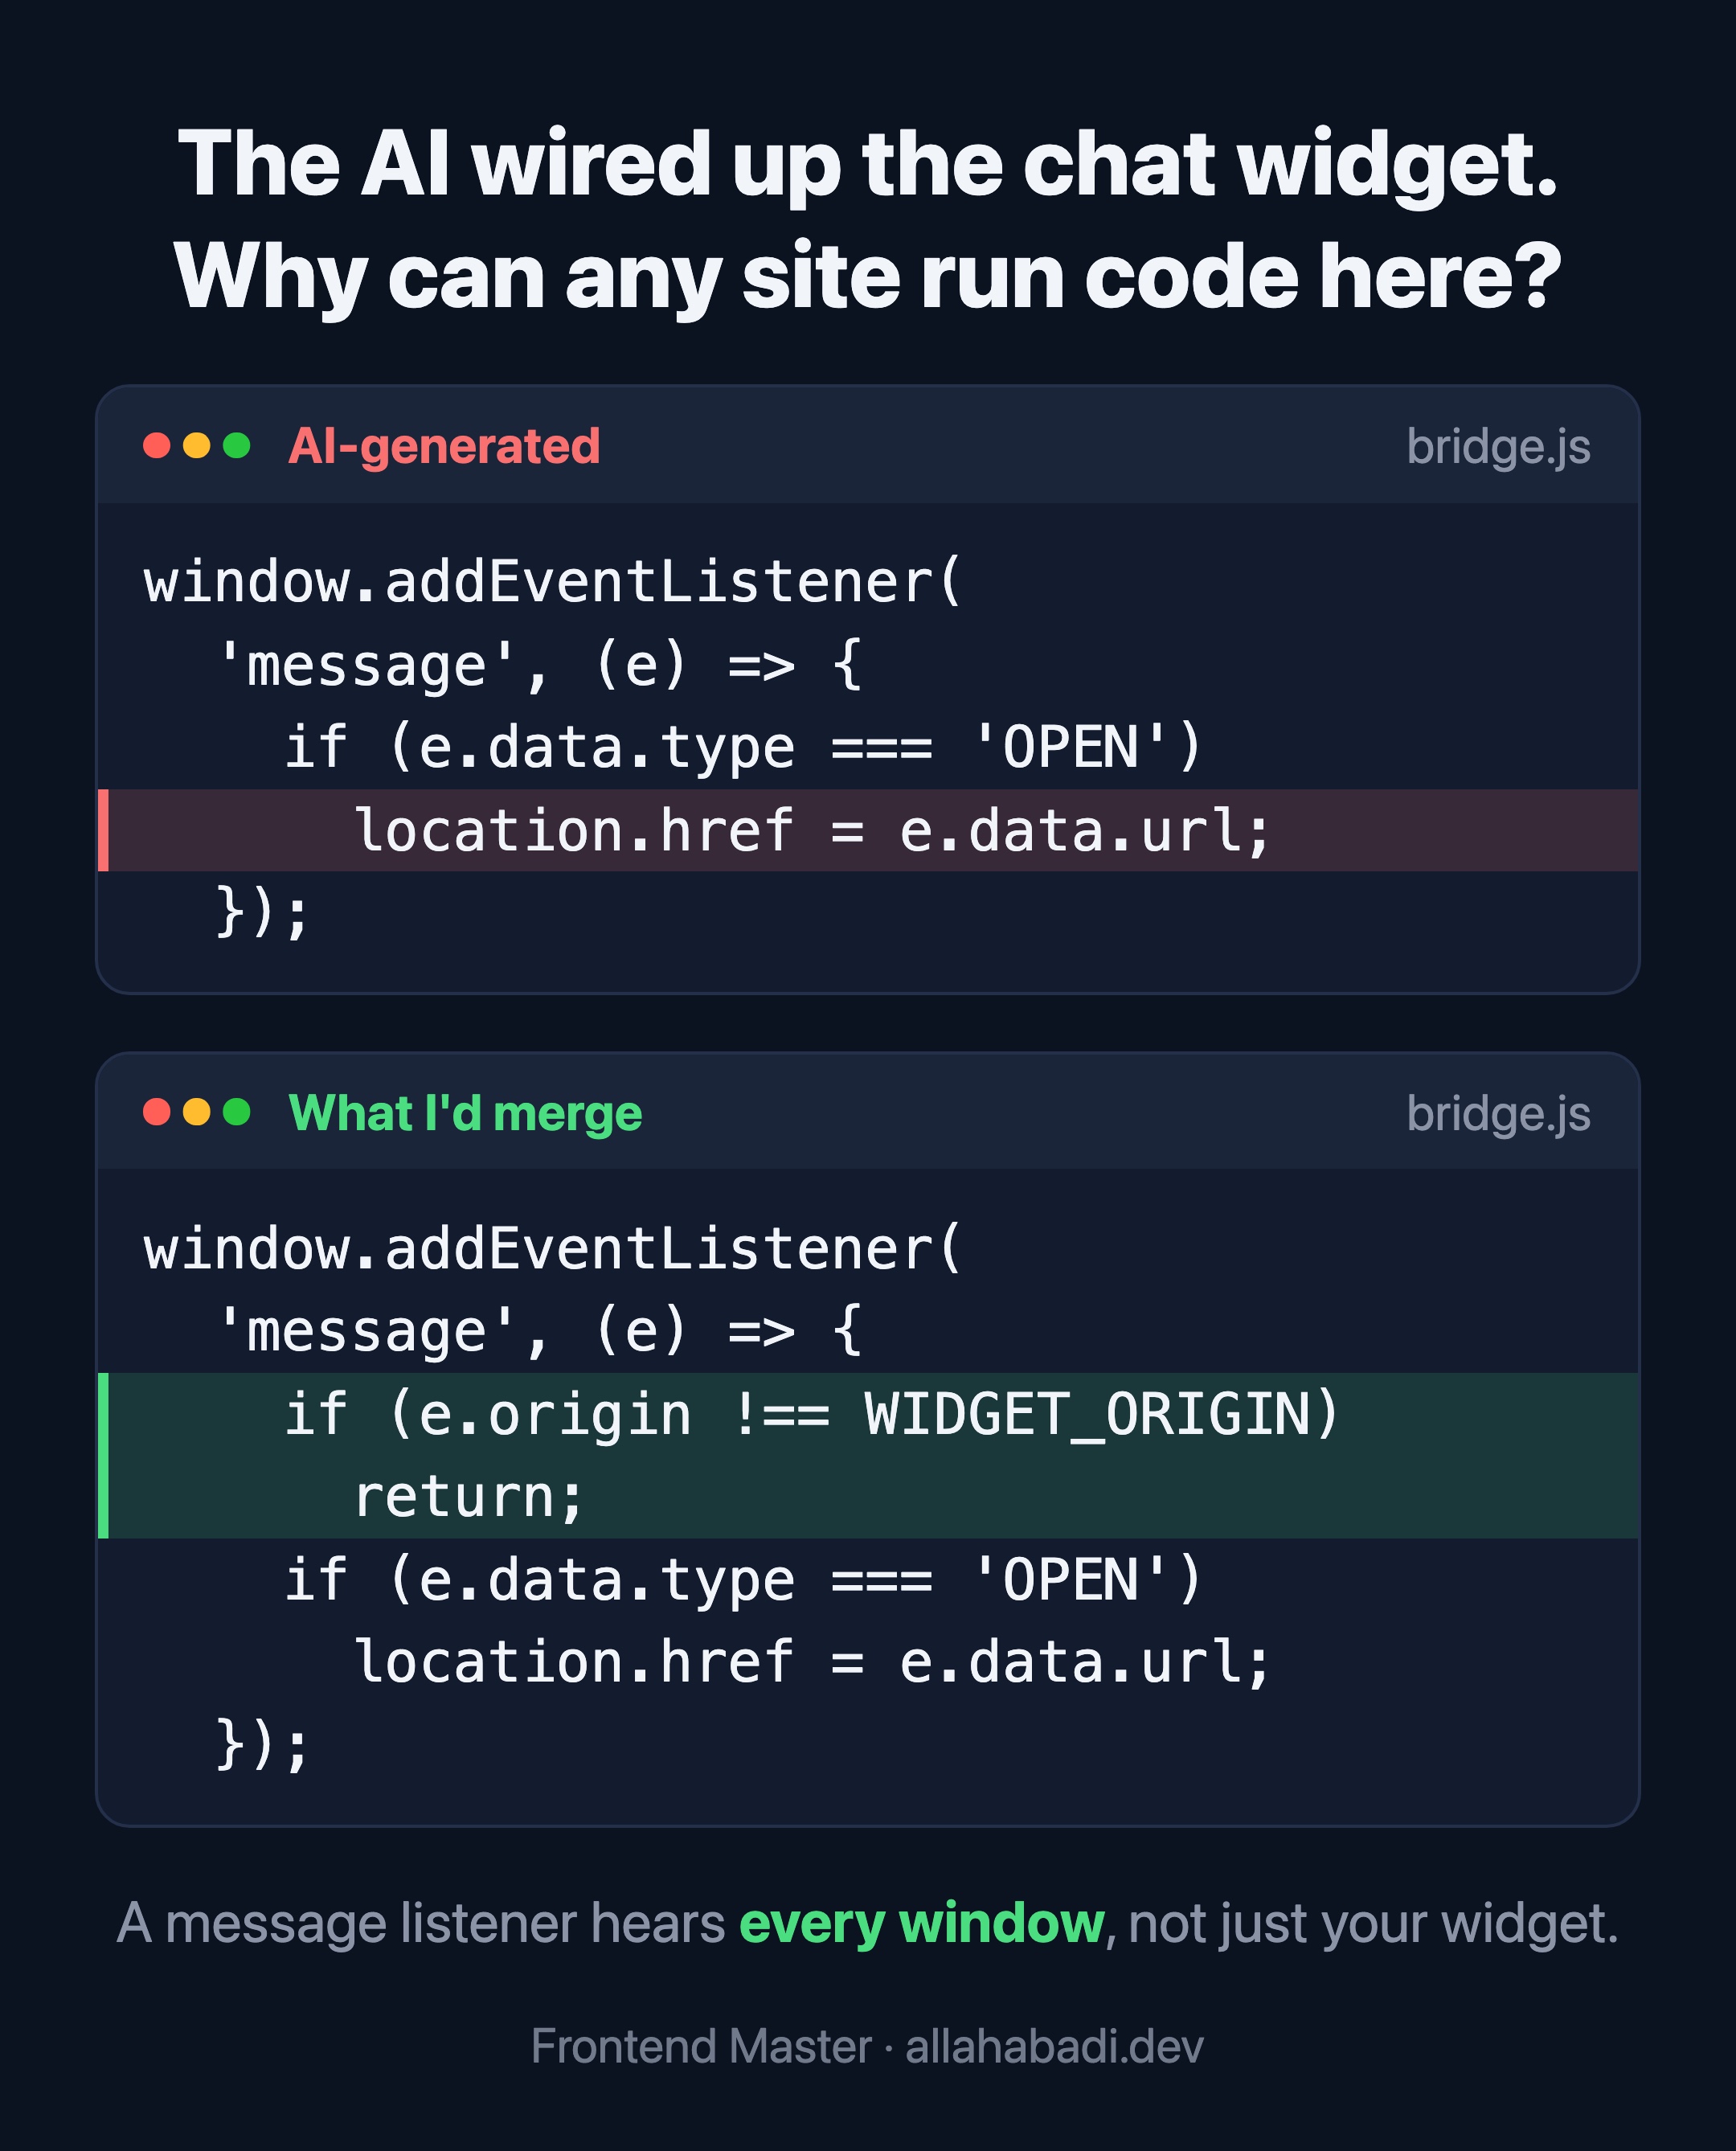 The AI wired up the chat widget.
Why can any site run code here?
AI-generated
bridge.js
window.addEventListener(
  'message', (e) => {
    if (e.data.type === 'OPEN')
      location.href = e.data.url;
  });
What I'd merge
bridge.js
window.addEventListener(
  'message', (e) => {
    if (e.origin !== WIDGET_ORIGIN)
      return;
    if (e.data.type === 'OPEN')
      location.href = e.data.url;
  });
A message listener hears every window, not just your widget.
Frontend Master · allahabadi.dev